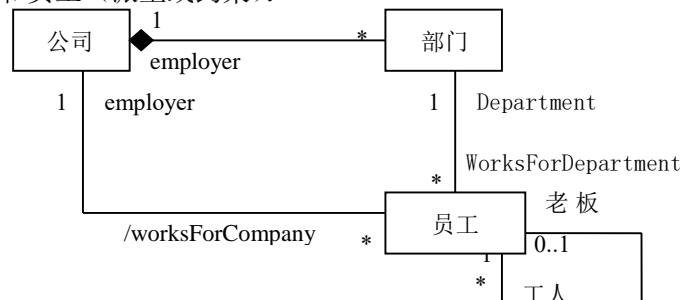 1
公司
*
部门
employer
1
employer
1
Department
WorksForDepartment
*
老板
员工
/worksForCompany
*
1
0..1
*
工人